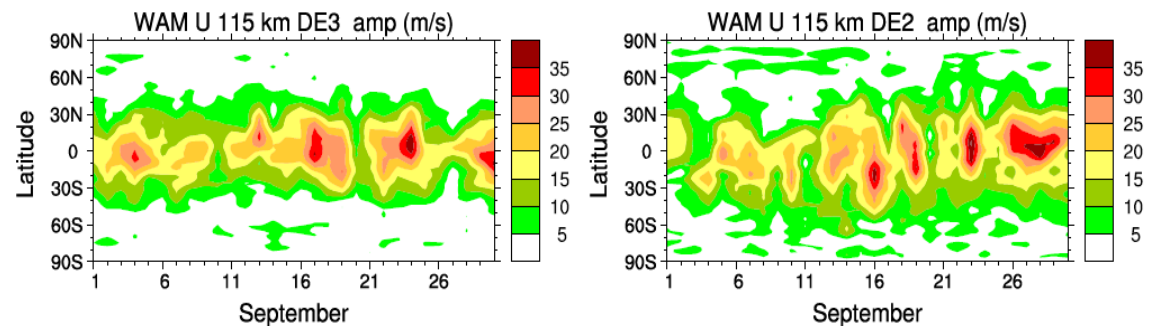 WAM U 115 km DE3 amp (m/s)
90N
60N
30N
0
30S
60S
90S
Latitude
1 6 11 16 21 26
September
35
30
25
20
15
10
5
WAM U 115 km DE2 amp (m/s)
90N
60N
30N
0
30S
60S
90S
Latitude
1 6 11 16 21 26
September
35
30
25
20
15
10
5